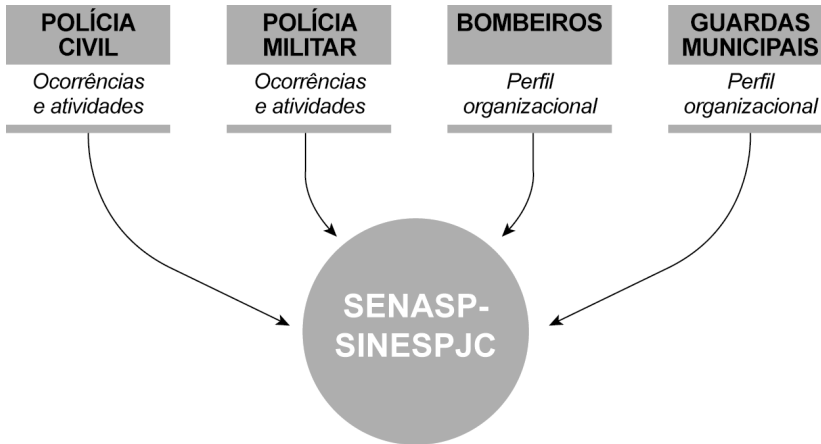 POLÍCIA
CIVIL
Ocorrências
e atividades
POLÍCIA
MILITAR
Ocorrências
e atividades
BOMBEIROS
Perfil
organizacional
GUARDAS
MUNICIPAIS
Perfil
organizacional
SENASP-
SINESPJC